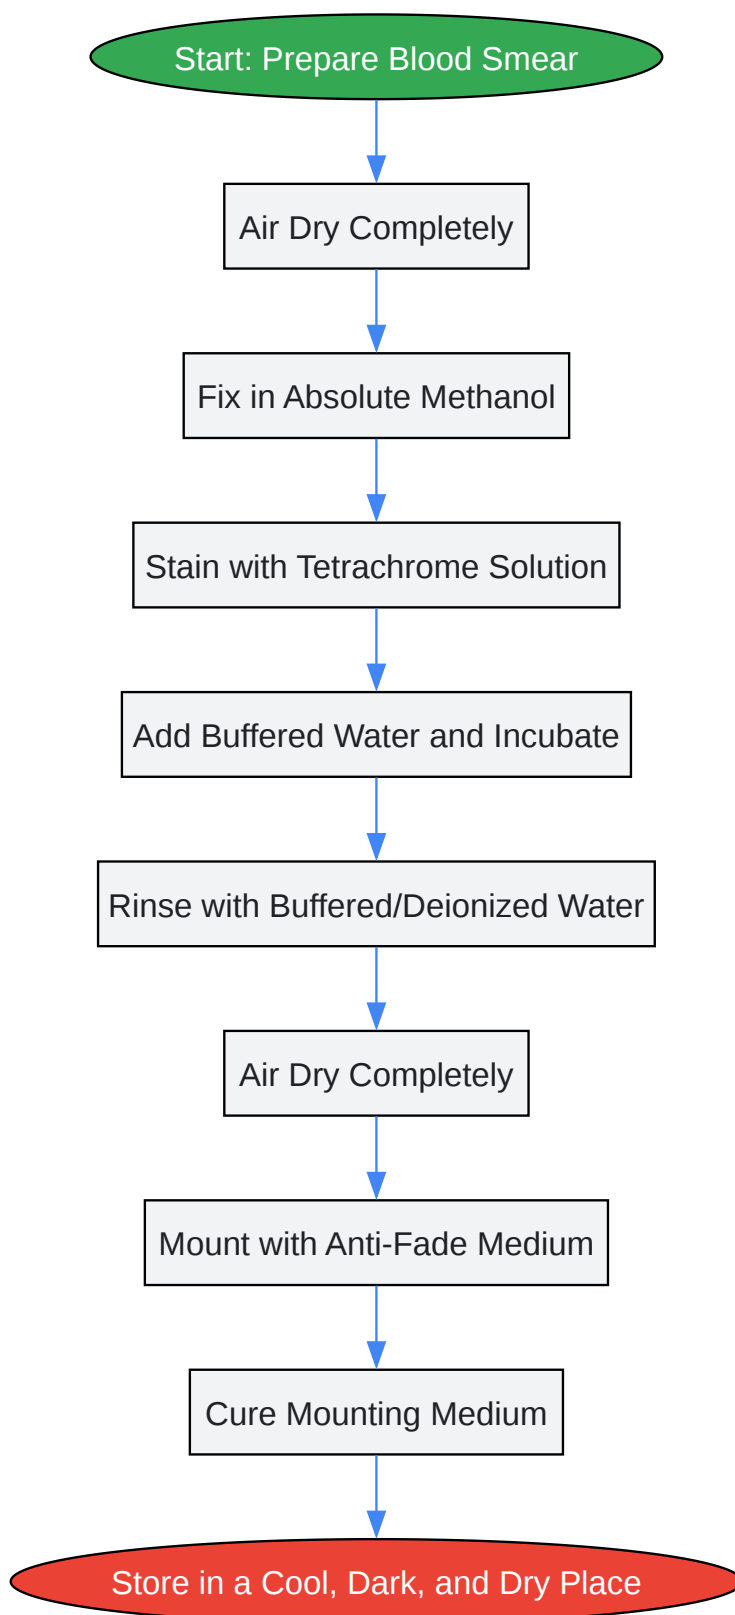 Start: Prepare Blood Smear
Air Dry Completely
Fix in Absolute Methanol
Stain with Tetrachrome Solution
Add Buffered Water and Incubate
Rinse with Buffered/Deionized Water
Air Dry Completely
Mount with Anti-Fade Medium
Cure Mounting Medium
Store in a Cool, Dark, and Dry Place